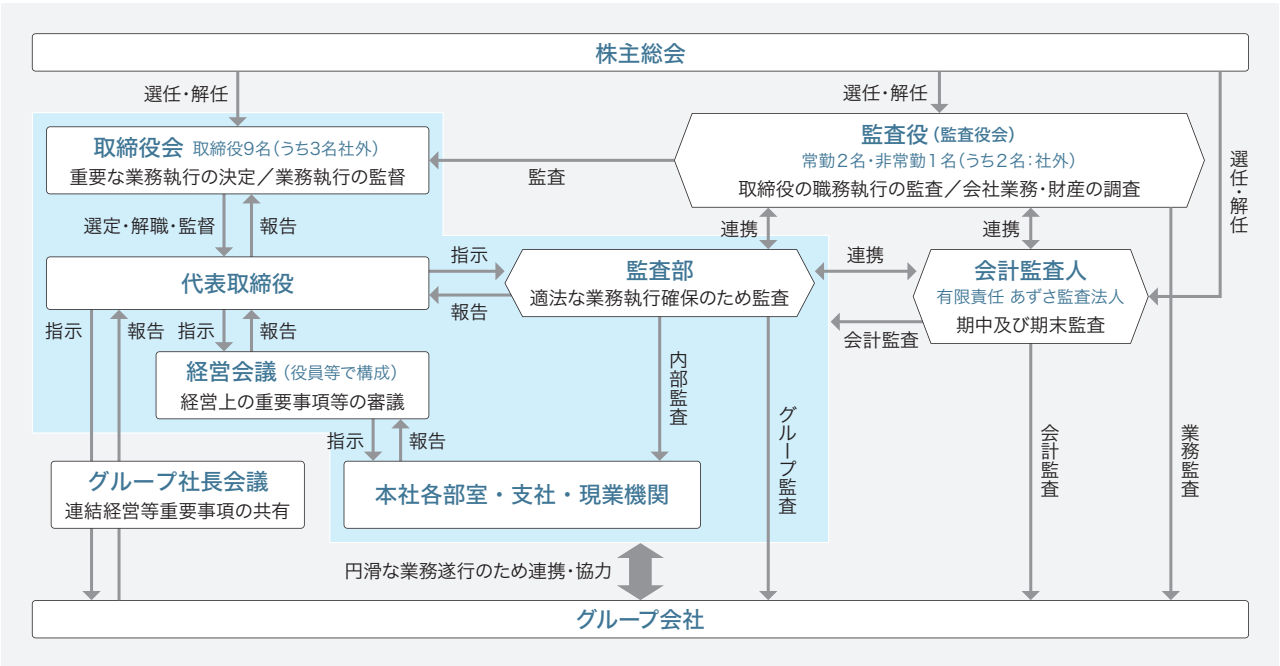 株主総会
選任・解任
選任・解任
選任・解任
取締役会 取締役9名(うち3名社外)
重要な業務執行の決定／業務執行の監督
監査
監査役(監査役会)
常勤2名・非常勤1名(うち2名：社外)
取締役の職務執行の監査／会社業務・財産の調査
選定・解職・監督
報告
連携
連携
代表取締役
指示
報告
監査部
適法な業務執行確保のため監査
連携
会計監査人
有限責任 あずさ監査法人
期中及び期末監査
会計監査
指示
報告
指示
報告
経営会議(役員等で構成)
経営上の重要事項等の審議
内部監査
グループ監査
会計監査
業務監査
指示
報告
グループ社長会議
連結経営等重要事項の共有
本社各部室・支社・現業機関
円滑な業務遂行のため連携・協力
グループ会社